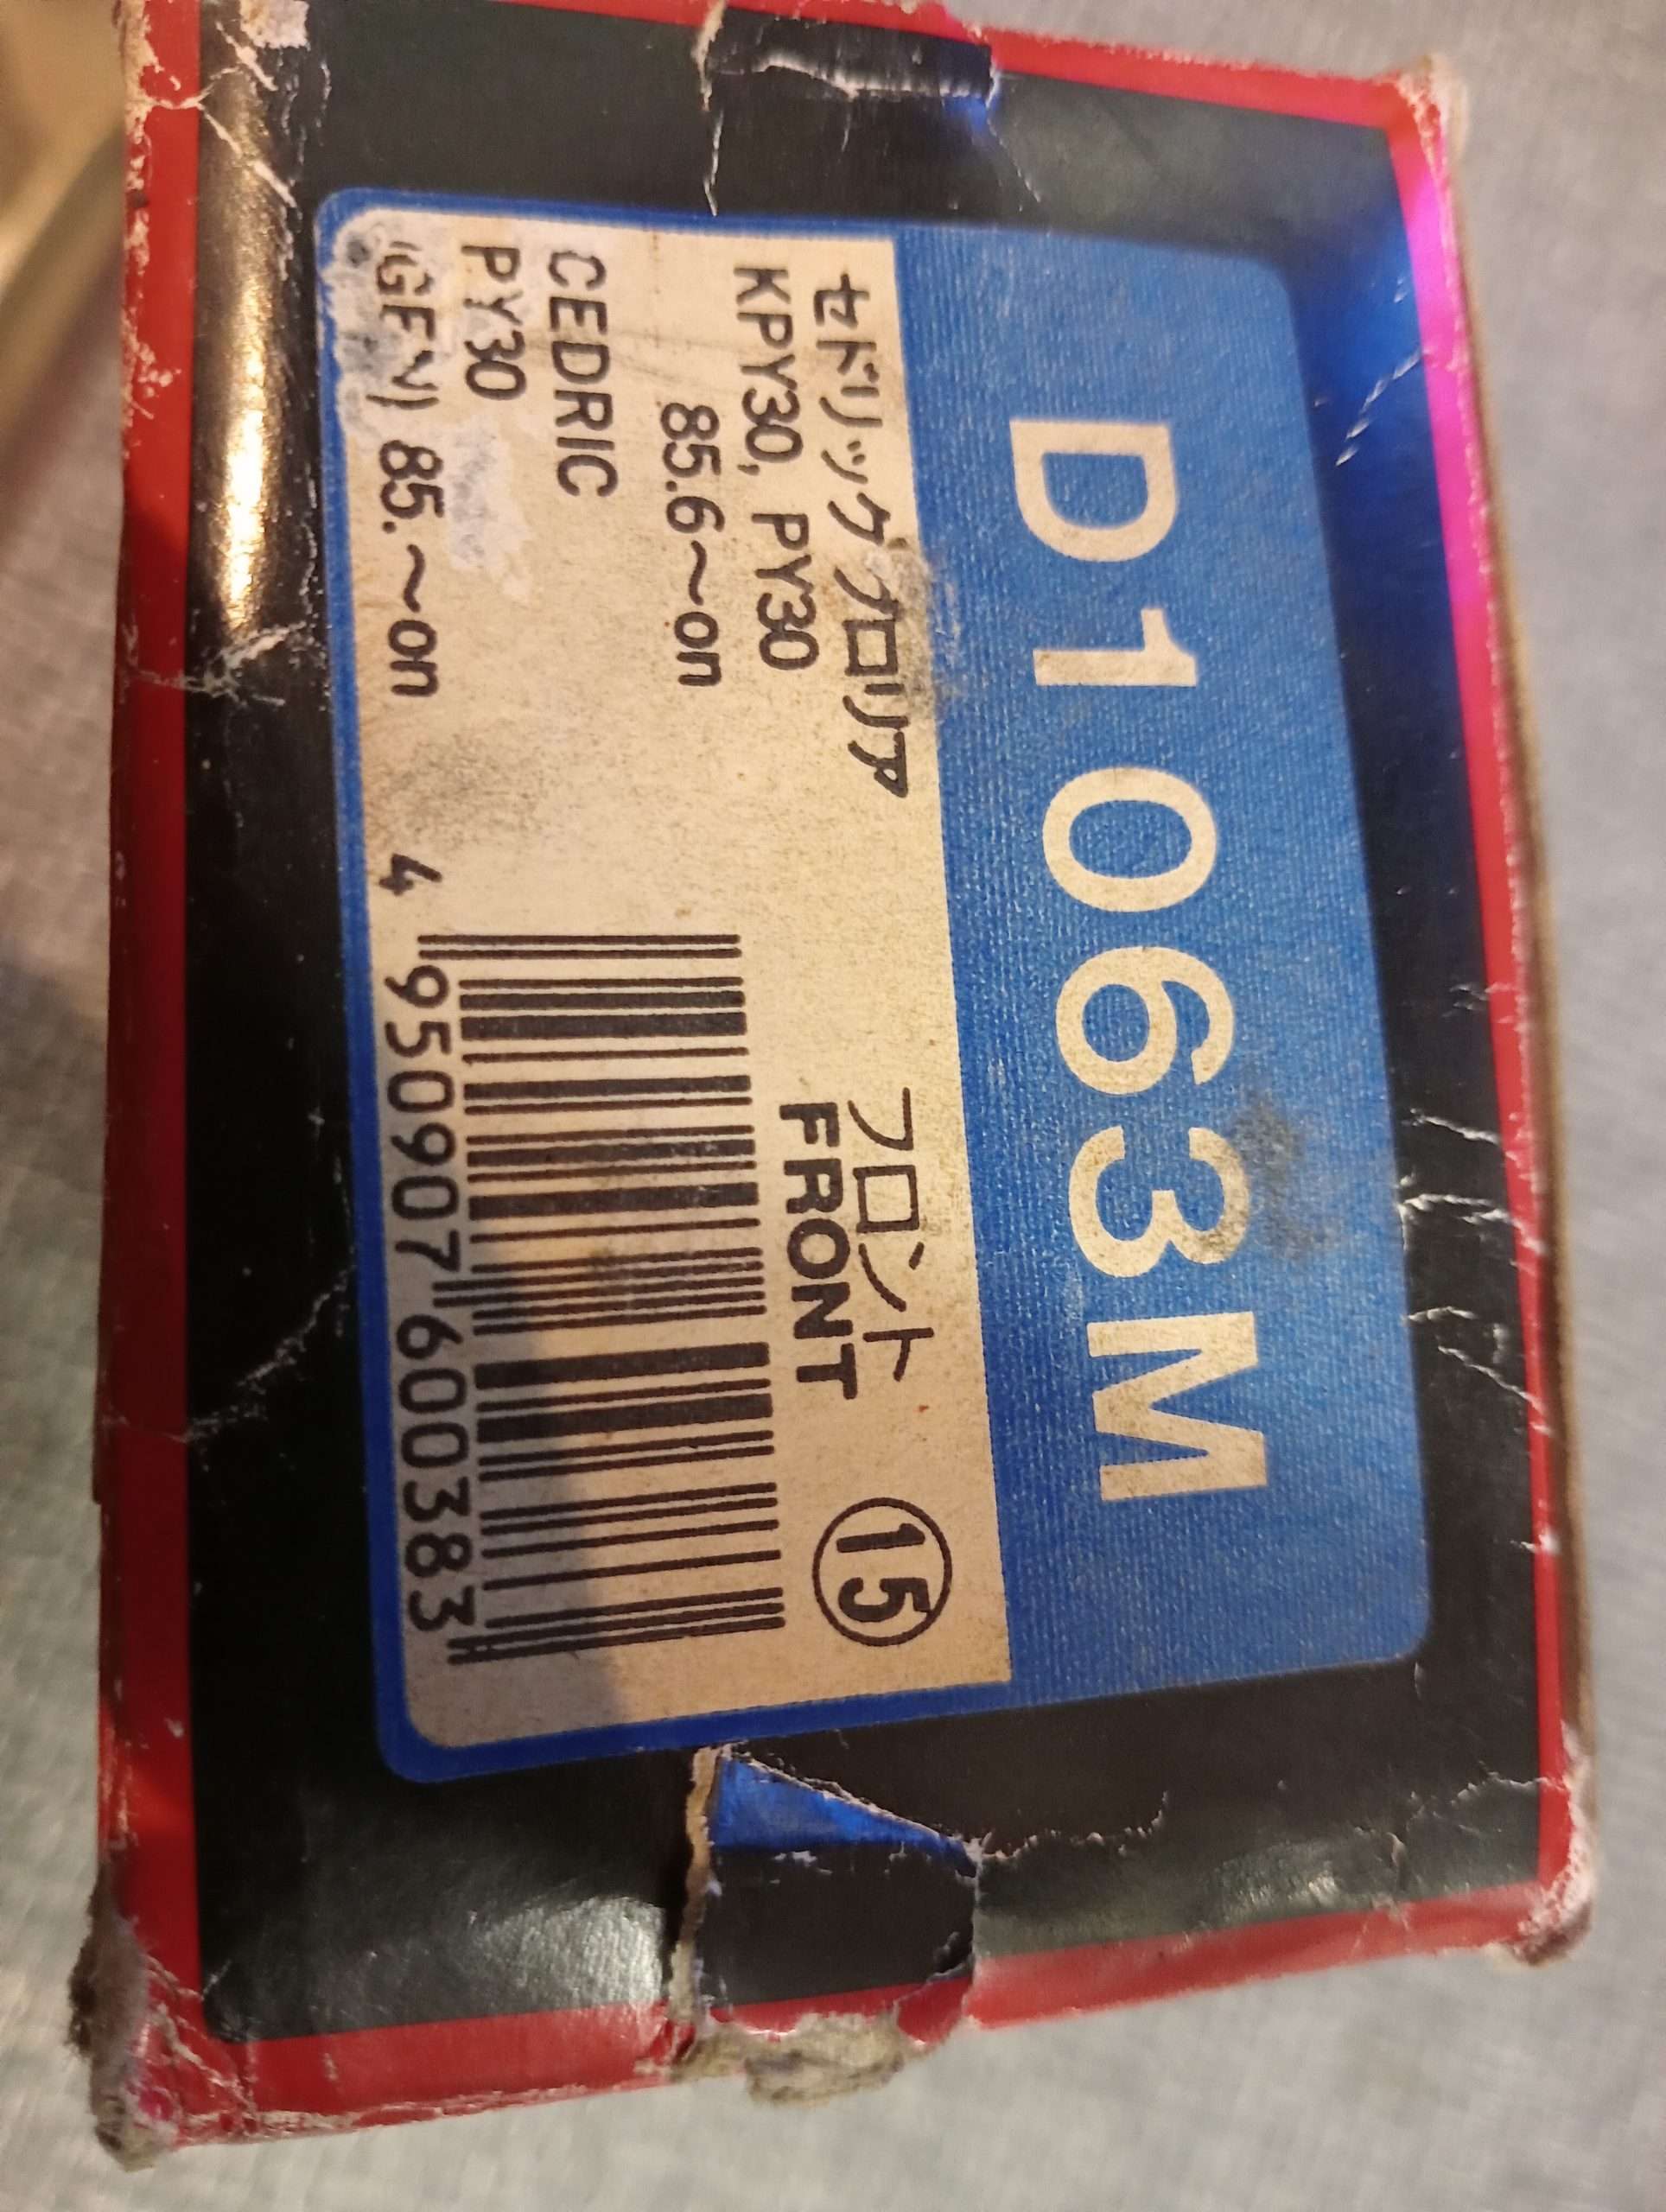 D1063M
セドリック グロリア
KPY30, PY30
85.6~on
フロント
FRONT
⑮
CEDRIC
PY30
(GEN) 85.~on
4 950907 600383